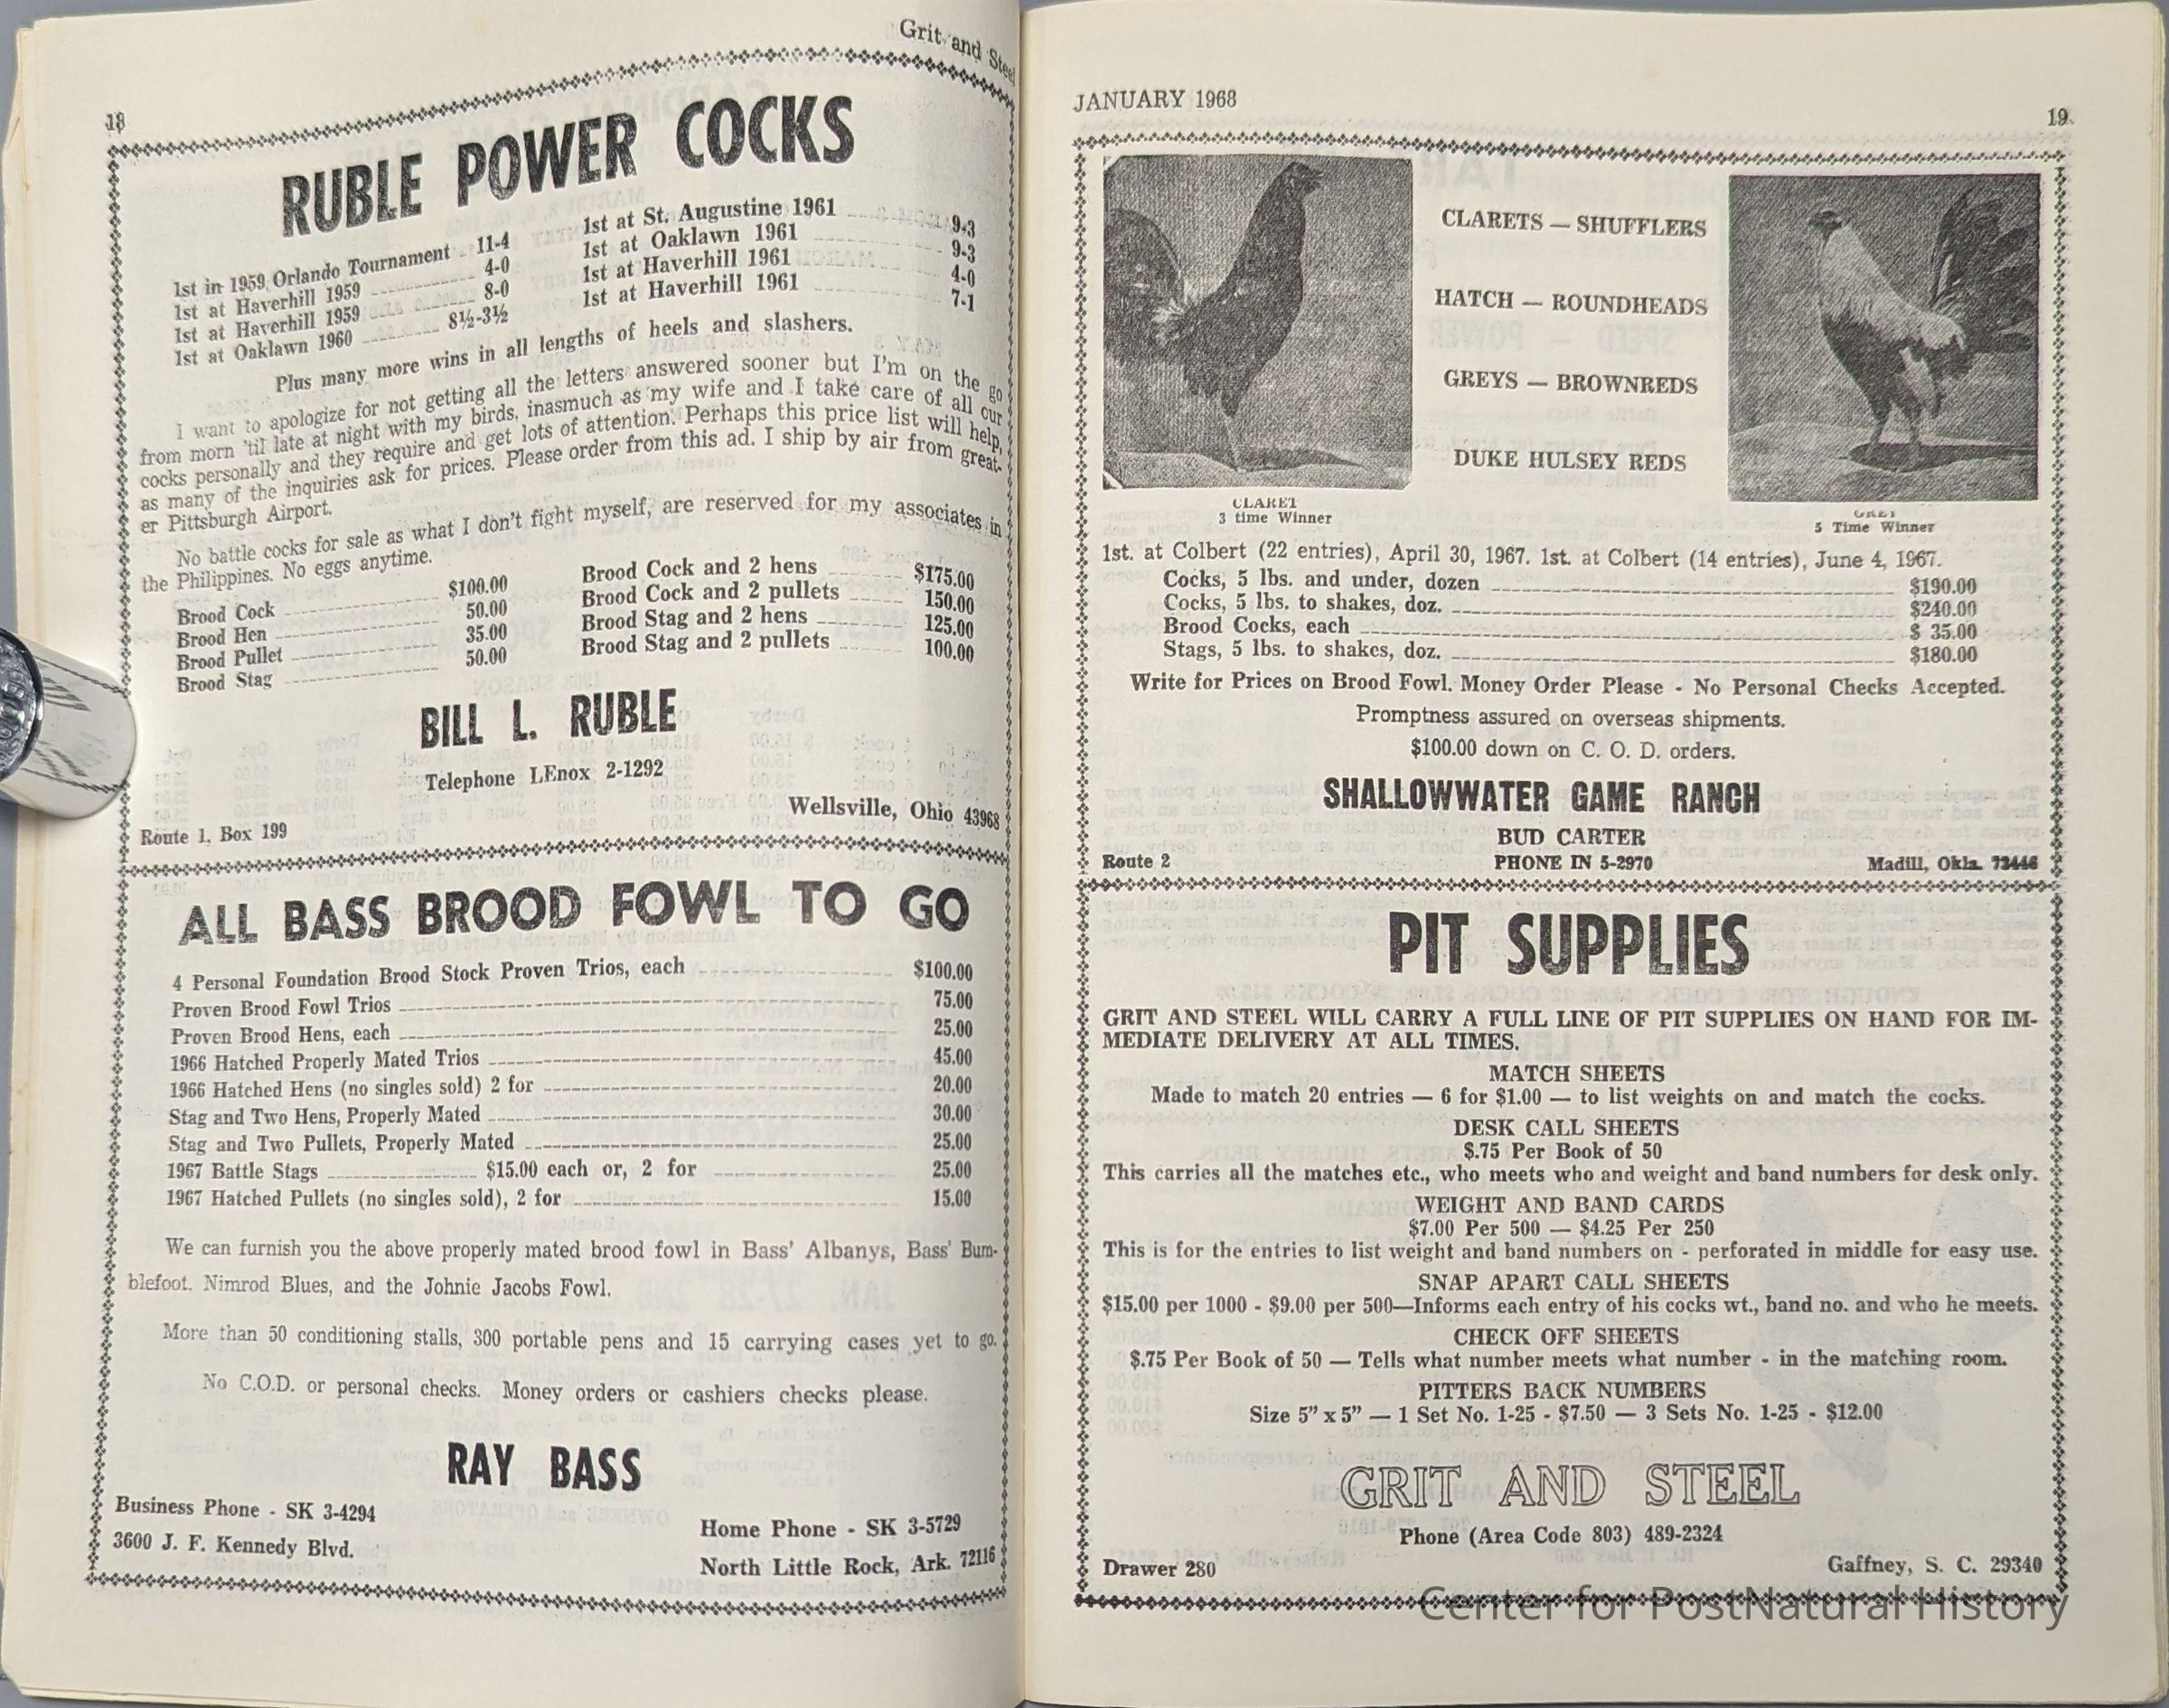 Grit and Steel
18
RUBLE POWER COCKS
1st in 1959 Orlando Tournament 11-4
1st at Haverhill 1959 4-0
1st at Haverhill 1959 8-0
1st at Oaklawn 1960 8½-3½
1st at St. Augustine 1961 9-3
1st at Oaklawn 1961 9-3
1st at Haverhill 1961 4-0
1st at Haverhill 1961 7-1
Plus many more wins in all lengths of heels and slashers.
I want to apologize for not getting all the letters answered sooner but I'm on the go
from morn 'til late at night with my birds, inasmuch as my wife and I take care of all our
cocks personally and they require and get lots of attention. Perhaps this price list will help,
as many of the inquiries ask for prices. Please order from this ad. I ship by air from great-
er Pittsburgh Airport.
No battle cocks for sale as what I don't fight myself, are reserved for my associates in
the Philippines. No eggs anytime.
Brood Cock $100.00
Brood Hen 50.00
Brood Pullet 35.00
Brood Stag 50.00
Brood Cock and 2 hens $175.00
Brood Cock and 2 pullets 150.00
Brood Stag and 2 hens 125.00
Brood Stag and 2 pullets 100.00
BILL L. RUBLE
Telephone LEnox 2-1292
Route 1, Box 199 Wellsville, Ohio 43968
ALL BASS BROOD FOWL TO GO
4 Personal Foundation Brood Stock Proven Trios, each $100.00
Proven Brood Fowl Trios 75.00
Proven Brood Hens, each 25.00
1966 Hatched Properly Mated Trios 45.00
1966 Hatched Hens (no singles sold) 2 for 20.00
Stag and Two Hens, Properly Mated 30.00
Stag and Two Pullets, Properly Mated 25.00
1967 Battle Stags $15.00 each or, 2 for 25.00
1967 Hatched Pullets (no singles sold), 2 for 15.00
We can furnish you the above properly mated brood fowl in Bass' Albanys, Bass' Bum-
blefoot. Nimrod Blues, and the Johnie Jacobs Fowl.
More than 50 conditioning stalls, 300 portable pens and 15 carrying cases yet to go.
No C.O.D. or personal checks. Money orders or cashiers checks please.
RAY BASS
Business Phone - SK 3-4294
3600 J. F. Kennedy Blvd.
Home Phone - SK 3-5729
North Little Rock, Ark. 72116
JANUARY 1968
19
CLARETS — SHUFFLERS
HATCH — ROUNDHEADS
GREYS — BROWNREDS
DUKE HULSEY REDS
CLARET
3 time Winner
GREY
5 Time Winner
1st. at Colbert (22 entries), April 30, 1967. 1st. at Colbert (14 entries), June 4, 1967.
Cocks, 5 lbs. and under, dozen $190.00
Cocks, 5 lbs. to shakes, doz. $240.00
Brood Cocks, each $ 35.00
Stags, 5 lbs. to shakes, doz. $180.00
Write for Prices on Brood Fowl. Money Order Please - No Personal Checks Accepted.
Promptness assured on overseas shipments.
$100.00 down on C. O. D. orders.
SHALLOWWATER GAME RANCH
BUD CARTER
Route 2 PHONE IN 5-2970 Madill, Okla. 73446
PIT SUPPLIES
GRIT AND STEEL WILL CARRY A FULL LINE OF PIT SUPPLIES ON HAND FOR IM-
MEDIATE DELIVERY AT ALL TIMES.
MATCH SHEETS
Made to match 20 entries — 6 for $1.00 — to list weights on and match the cocks.
DESK CALL SHEETS
$.75 Per Book of 50
This carries all the matches etc., who meets who and weight and band numbers for desk only.
WEIGHT AND BAND CARDS
$7.00 Per 500 — $4.25 Per 250
This is for the entries to list weight and band numbers on - perforated in middle for easy use.
SNAP APART CALL SHEETS
$15.00 per 1000 - $9.00 per 500—Informs each entry of his cocks wt., band no. and who he meets.
CHECK OFF SHEETS
$.75 Per Book of 50 — Tells what number meets what number - in the matching room.
PITTERS BACK NUMBERS
Size 5" x 5" — 1 Set No. 1-25 - $7.50 — 3 Sets No. 1-25 - $12.00
GRIT AND STEEL
Phone (Area Code 803) 489-2324
Drawer 280 Gaffney, S. C. 29340
Center for PostNatural History